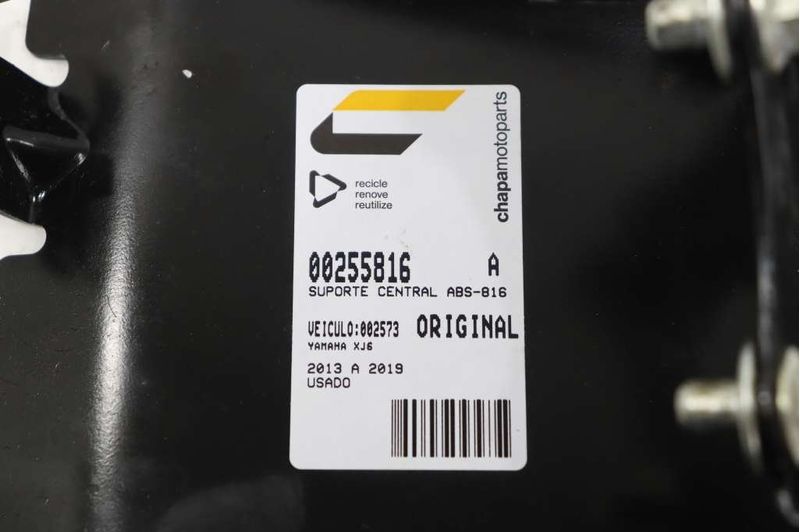 recicle
renove
reutilize
chapamotoparts
00255816 A
SUPORTE CENTRAL ABS-816
VEICULO:002573 ORIGINAL
YAMAHA XJ6
2013 A 2019
USADO